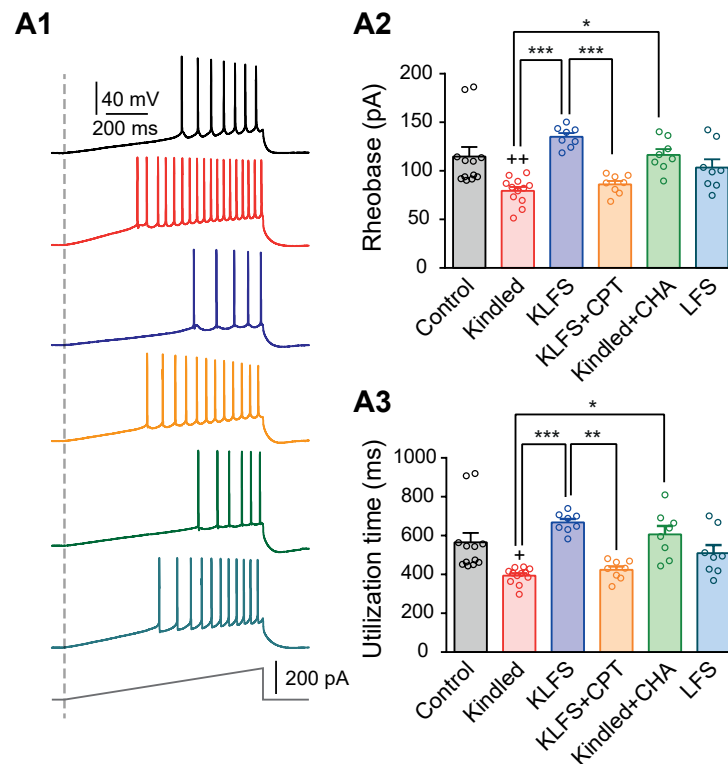 A1
40 mV
200 ms
200 pA
A2
*
*** ***
++
Rheobase (pA)
200
150
100
50
0
Control
Kindled
KLFS
KLFS+CPT
Kindled+CHA
LFS
A3
*
*** **
+
Utilization time (ms)
1000
800
600
400
200
0
Control
Kindled
KLFS
KLFS+CPT
Kindled+CHA
LFS